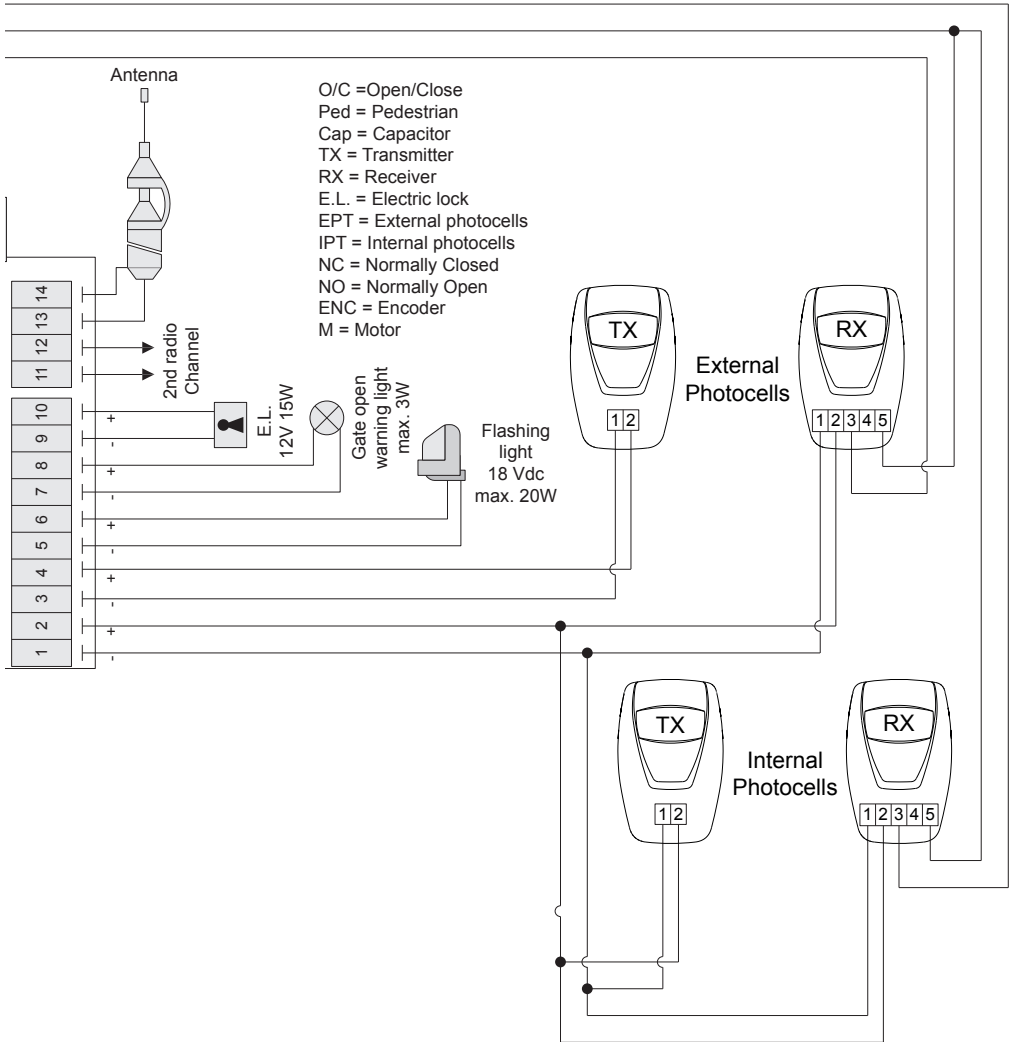 Antenna
O/C =Open/Close
Ped = Pedestrian
Cap = Capacitor
TX = Transmitter
RX = Receiver
E.L. = Electric lock
EPT = External photocells
IPT = Internal photocells
NC = Normally Closed
NO = Normally Open
ENC = Encoder
M = Motor
14
13
12
11
10
9
8
7
6
5
4
3
2
1
2nd radio
Channel
+
-
+
-
+
-
+
-
+
-
E.L.
12V 15W
Gate open
warning light
max. 3W
Flashing
light
18 Vdc
max. 20W
TX
1 2
External
Photocells
RX
1 2 3 4 5
TX
1 2
Internal
Photocells
RX
1 2 3 4 5